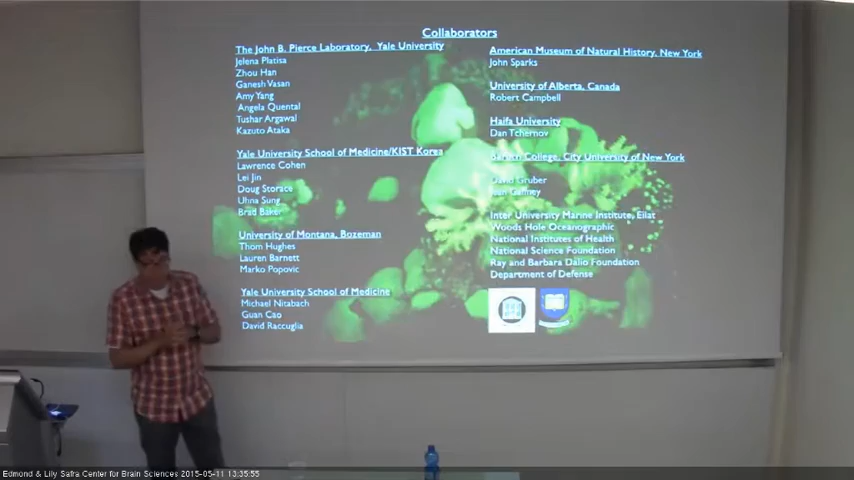 Collaborators
The John B. Pierce Laboratory, Yale University
Jelena Platisa
Zhou Han
Ganesh Vasan
Amy Yang
Angela Quental
Tushar Argawal
Kazuto Ataka
Yale University School of Medicine/KIST Korea
Lawrence Cohen
Lei Jin
Doug Storace
Uhna Sung
Brad Baker
University of Montana, Bozeman
Thom Hughes
Lauren Barnett
Marko Popovic
Yale University School of Medicine
Michael Nitabach
Guan Cao
David Raccuglia
American Museum of Natural History, New York
John Sparks
University of Alberta, Canada
Robert Campbell
Haifa University
Dan Tchernov
Baruch College, City University of New York
David Gruber
Gaffney
Inter University Marine Institute, Eilat
Woods Hole Oceanographic
National Institutes of Health
National Science Foundation
Ray and Barbara Dalio Foundation
Department of Defense
Edmond & Lily Safra Center for Brain Sciences 2015-05-11 13:35:55